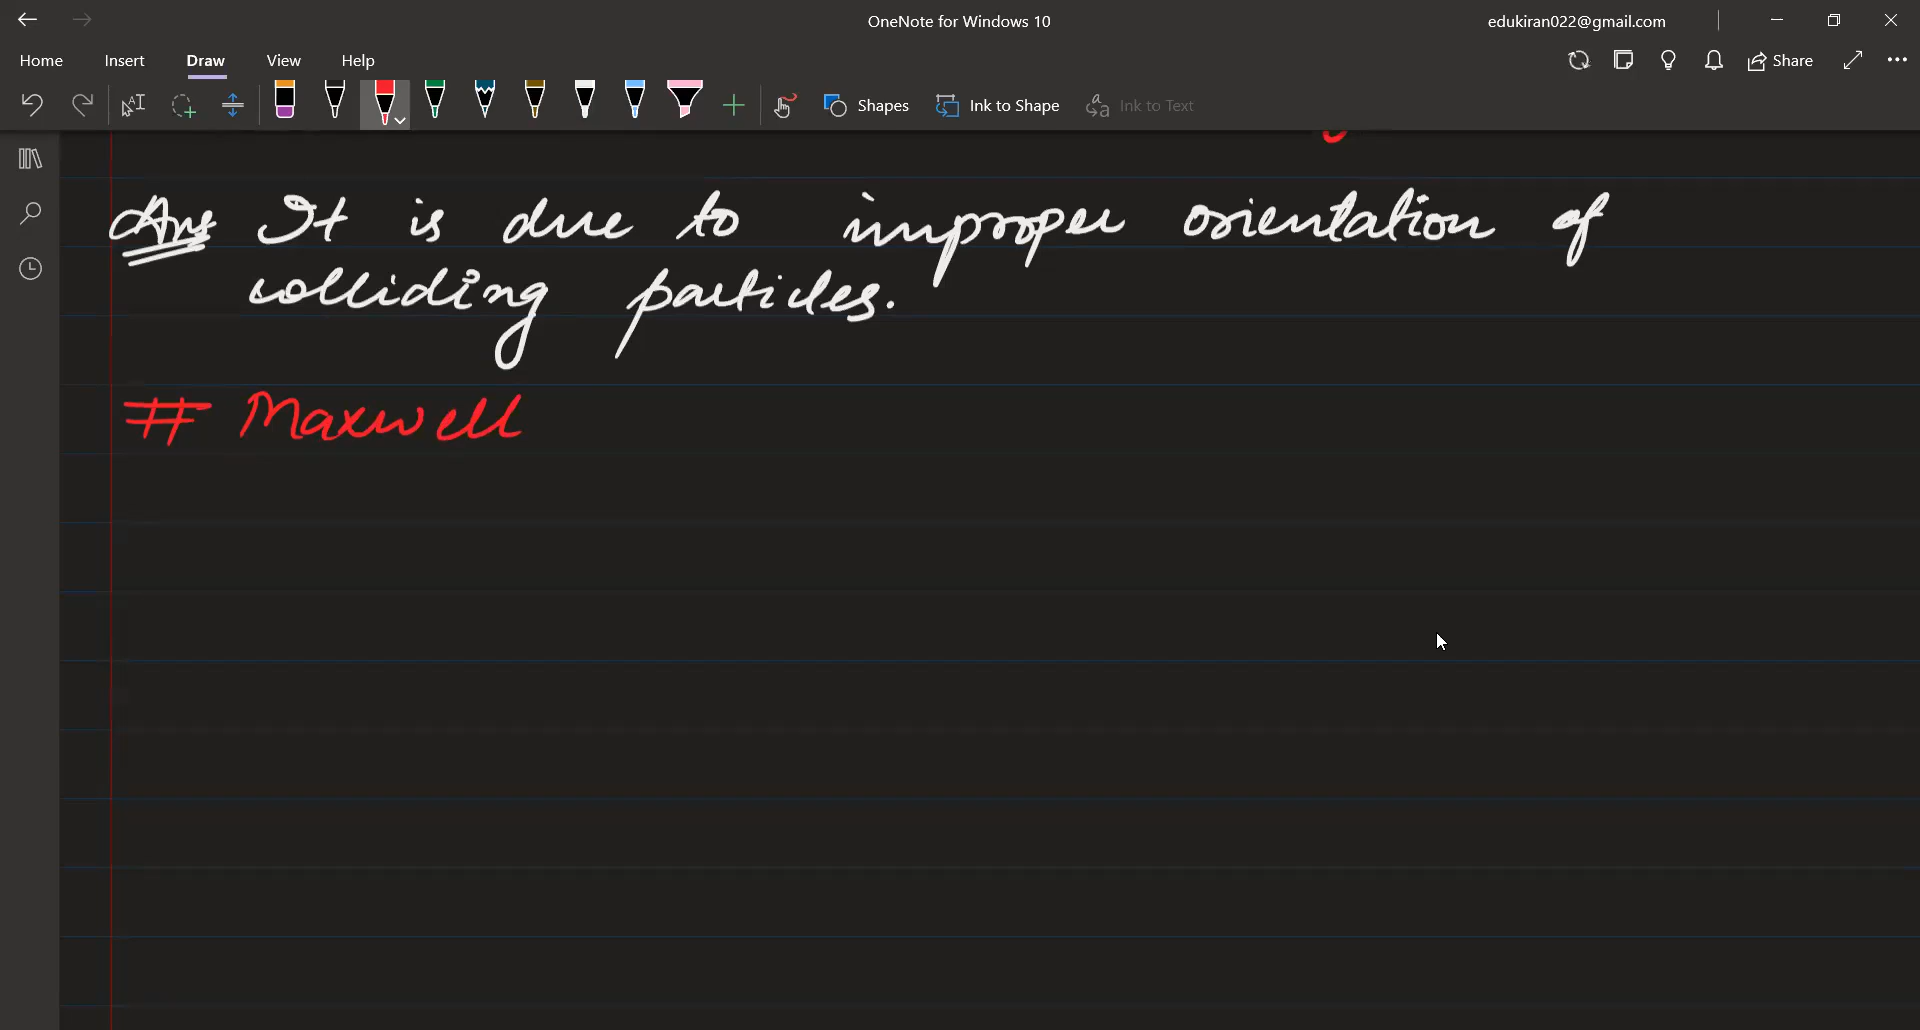 OneNote for Windows 10
edukiran022@gmail.com
Home Insert Draw View Help
Share
Shapes Ink to Shape Ink to Text
Ans It is due to improper orientation of
colliding particles.
# Maxwell